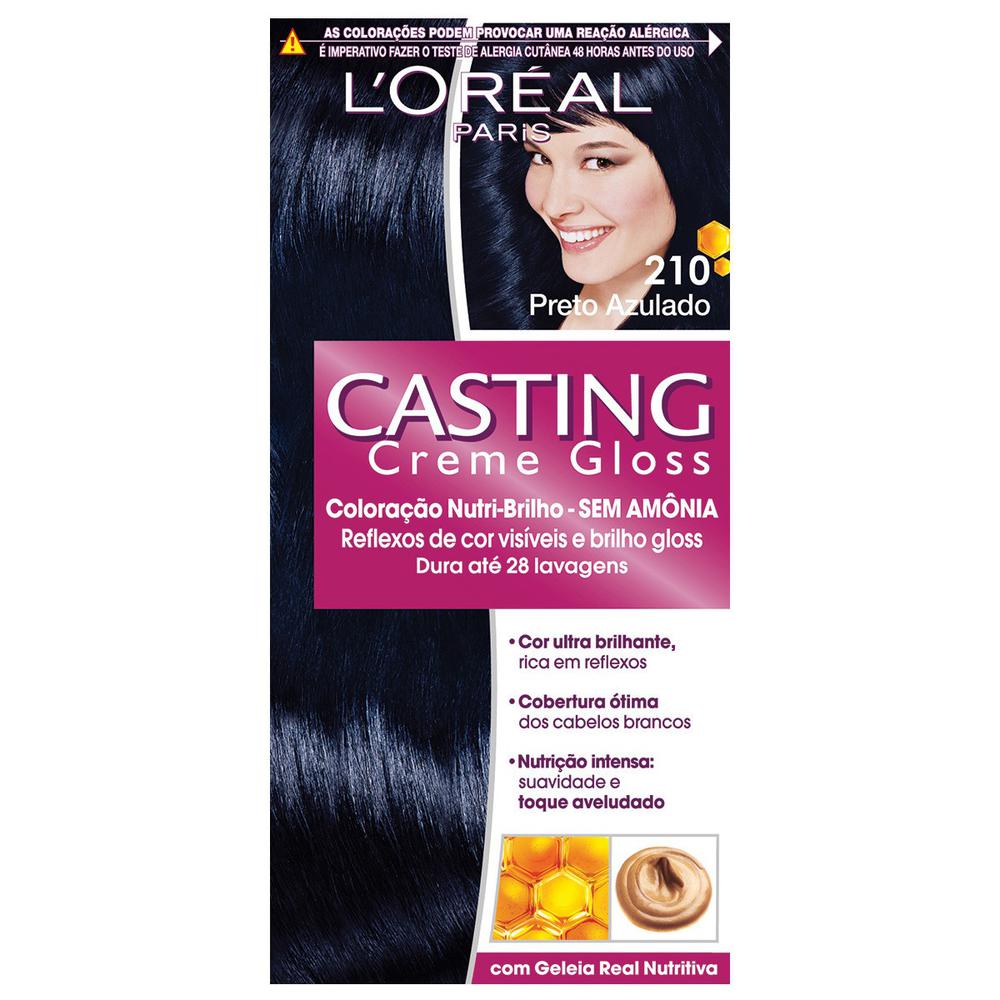 AS COLORAÇÕES PODEM PROVOCAR UMA REAÇÃO ALÉRGICA
É IMPERATIVO FAZER O TESTE DE ALERGIA CUTÂNEA 48 HORAS ANTES DO USO
L'ORÉAL
PARiS
210
Preto Azulado
CASTING
Creme Gloss
Coloração Nutri-Brilho - SEM AMÔNIA
Reflexos de cor visíveis e brilho gloss
Dura até 28 lavagens
• Cor ultra brilhante,
rica em reflexos
• Cobertura ótima
dos cabelos brancos
• Nutrição intensa:
suavidade e
toque aveludado
com Geleia Real Nutritiva